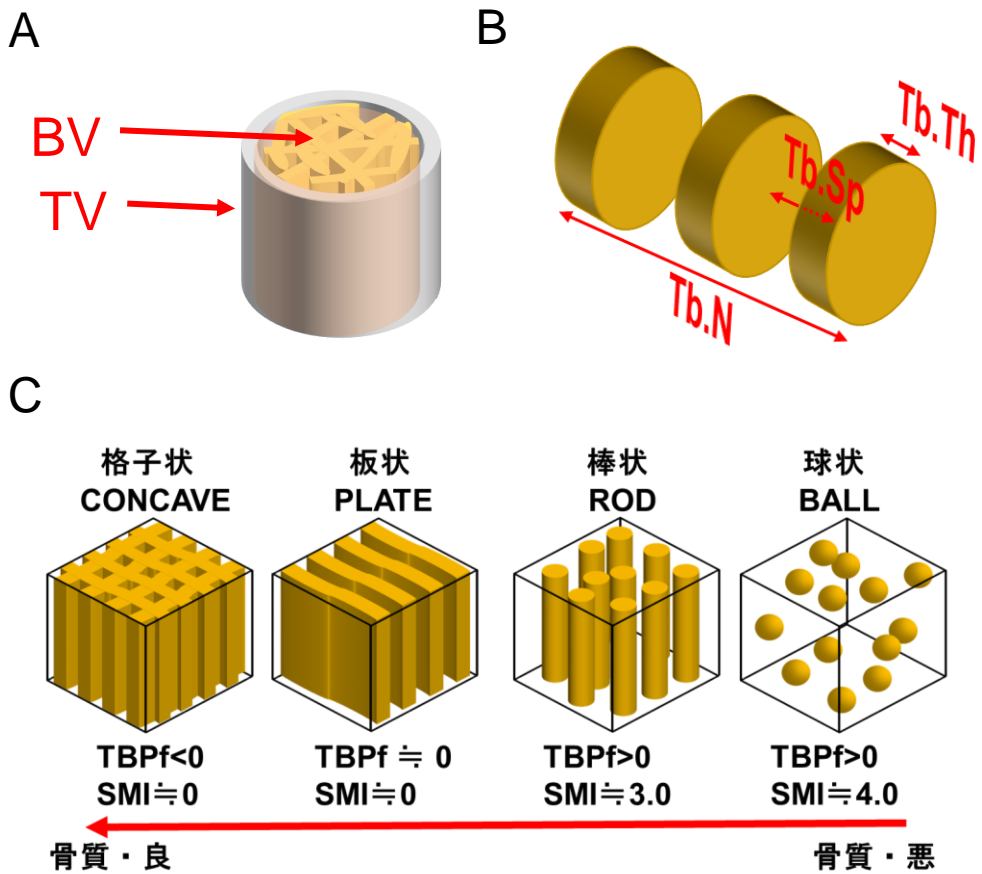 A
BV
TV
B
Tb.Th
Tb.Sp
Tb.N
C
格子状
CONCAVE
板状
PLATE
棒状
ROD
球状
BALL
TBPf<0
SMI≒0
TBPf ≒ 0
SMI≒0
TBPf>0
SMI≒3.0
TBPf>0
SMI≒4.0
骨質・良
骨質・悪